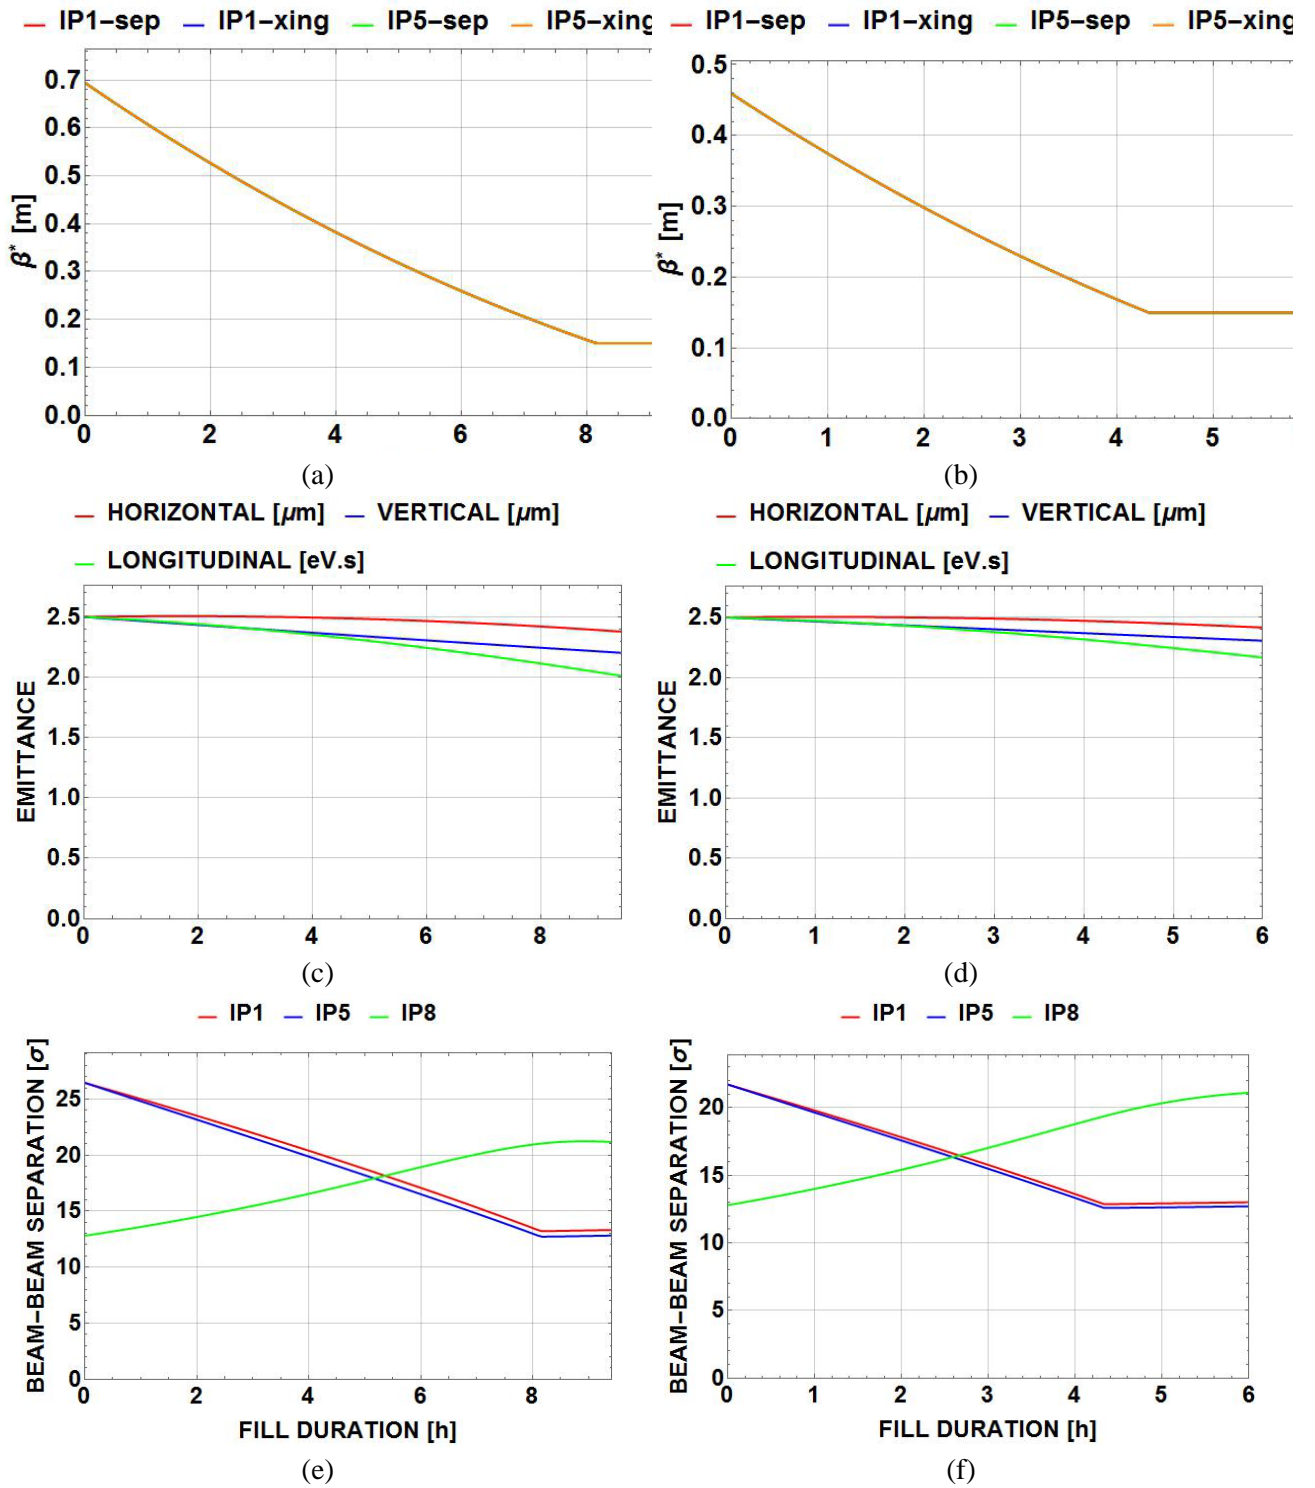 IP1–sep IP1–xing IP5–sep IP5–xing
β* [m]
0.7
0.6
0.5
0.4
0.3
0.2
0.1
0.0
0 2 4 6 8
(a)
IP1–sep IP1–xing IP5–sep IP5–xing
β* [m]
0.5
0.4
0.3
0.2
0.1
0.0
0 1 2 3 4 5
(b)
HORIZONTAL [μm] VERTICAL [μm]
LONGITUDINAL [eV.s]
EMITTANCE
2.5
2.0
1.5
1.0
0.5
0.0
0 2 4 6 8
(c)
HORIZONTAL [μm] VERTICAL [μm]
LONGITUDINAL [eV.s]
EMITTANCE
2.5
2.0
1.5
1.0
0.5
0.0
0 1 2 3 4 5 6
(d)
IP1 IP5 IP8
BEAM–BEAM SEPARATION [σ]
25
20
15
10
5
0
0 2 4 6 8
FILL DURATION [h]
(e)
IP1 IP5 IP8
BEAM–BEAM SEPARATION [σ]
20
15
10
5
0
0 1 2 3 4 5 6
FILL DURATION [h]
(f)